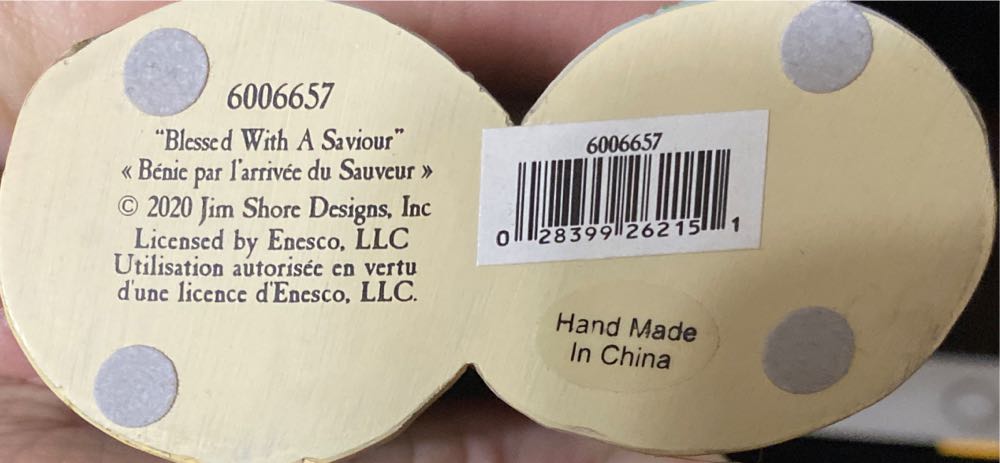 6006657
"Blessed With A Saviour"
« Bénie par l'arrivée du Sauveur »
© 2020 Jim Shore Designs, Inc
Licensed by Enesco, LLC
Utilisation autorisée en vertu
d'une licence d'Enesco, LLC.
6006657
0 28399 26215 1
Hand Made
In China